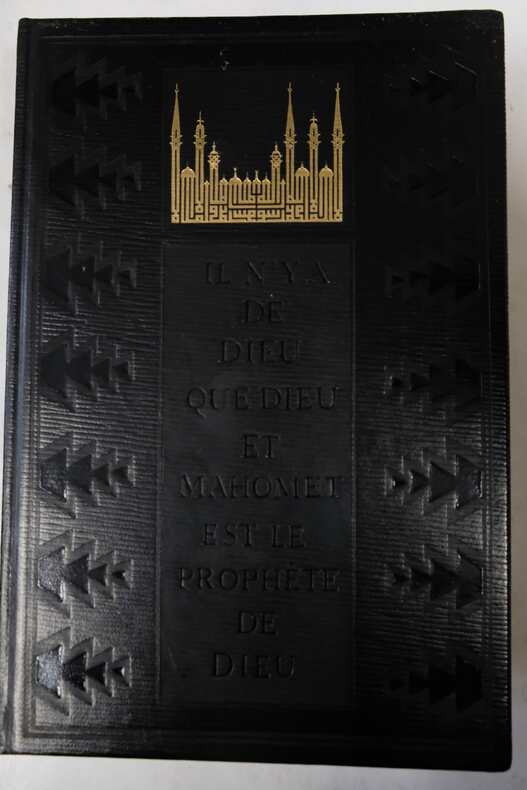 IL N'Y A
DE
DIEU
QUE DIEU
ET
MAHOMET
EST LE
PROPHÈTE
DE
DIEU